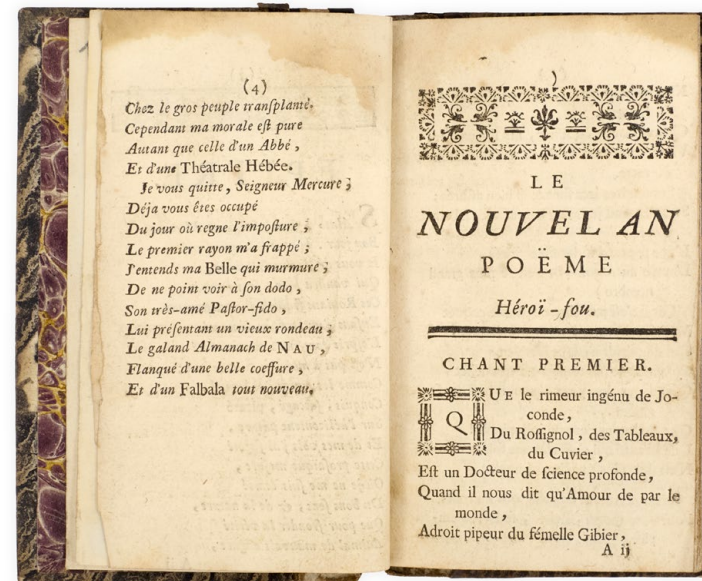 (4)
Chez le gros peuple tranſplanté.
Cependant ma morale eſt pure
Autant que celle d'un Abbé ,
Et d'une Théatrale Hébée.
Je vous quitte , Seigneur Mercure ;
Déja vous êtes occupé
Du jour où regne l'impoſture ,
Le premier rayon m'a frappé ;
J'entends ma Belle qui murmure ;
De ne point voir à ſon dodo ,
Son très-amé Paſtor-fido ,
Lui préſentant un vieux rondeau ;
Le galand Almanach de NAU ,
Flanqué d'une belle coeffure ,
Et d'un Falbala tout nouveau.
LE
NOUVEL AN
POËME
Héroï-fou.
CHANT PREMIER.
QUE le rimeur ingénu de Jo-
conde ,
Du Roſſignol , des Tableaux,
du Cuvier ,
Eſt un Docteur de ſcience profonde ,
Quand il nous dit qu'Amour de par le
monde ,
Adroit pipeur du fémelle Gibier ,
A ij